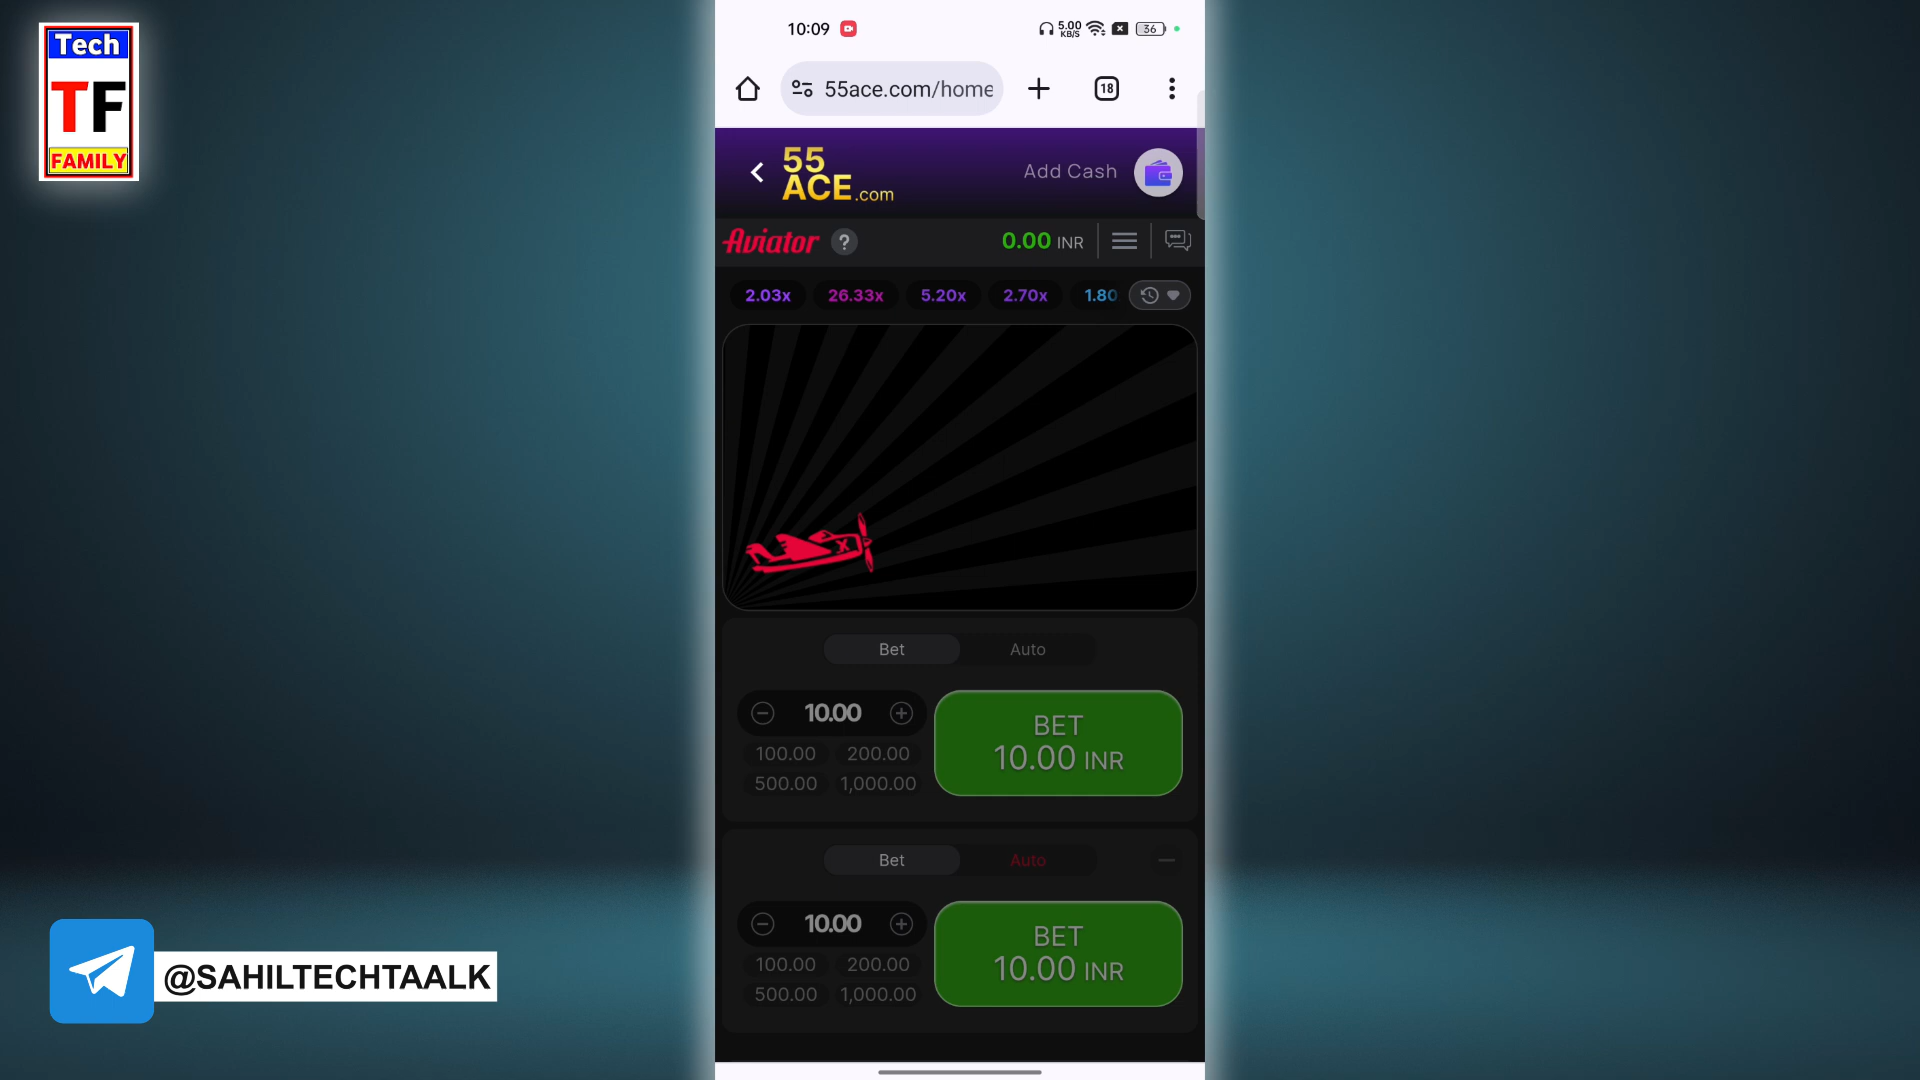 Tech
TF
FAMILY
10:09
5.00
KB/S
36
55ace.com/home
18
55
ACE.com
Add Cash
Aviator ?
0.00 INR
2.03x 26.33x 5.20x 2.70x 1.80
Bet Auto
10.00
100.00 200.00
500.00 1,000.00
BET
10.00 INR
Bet Auto
10.00
100.00 200.00
500.00 1,000.00
BET
10.00 INR
@SAHILTECHTAALK